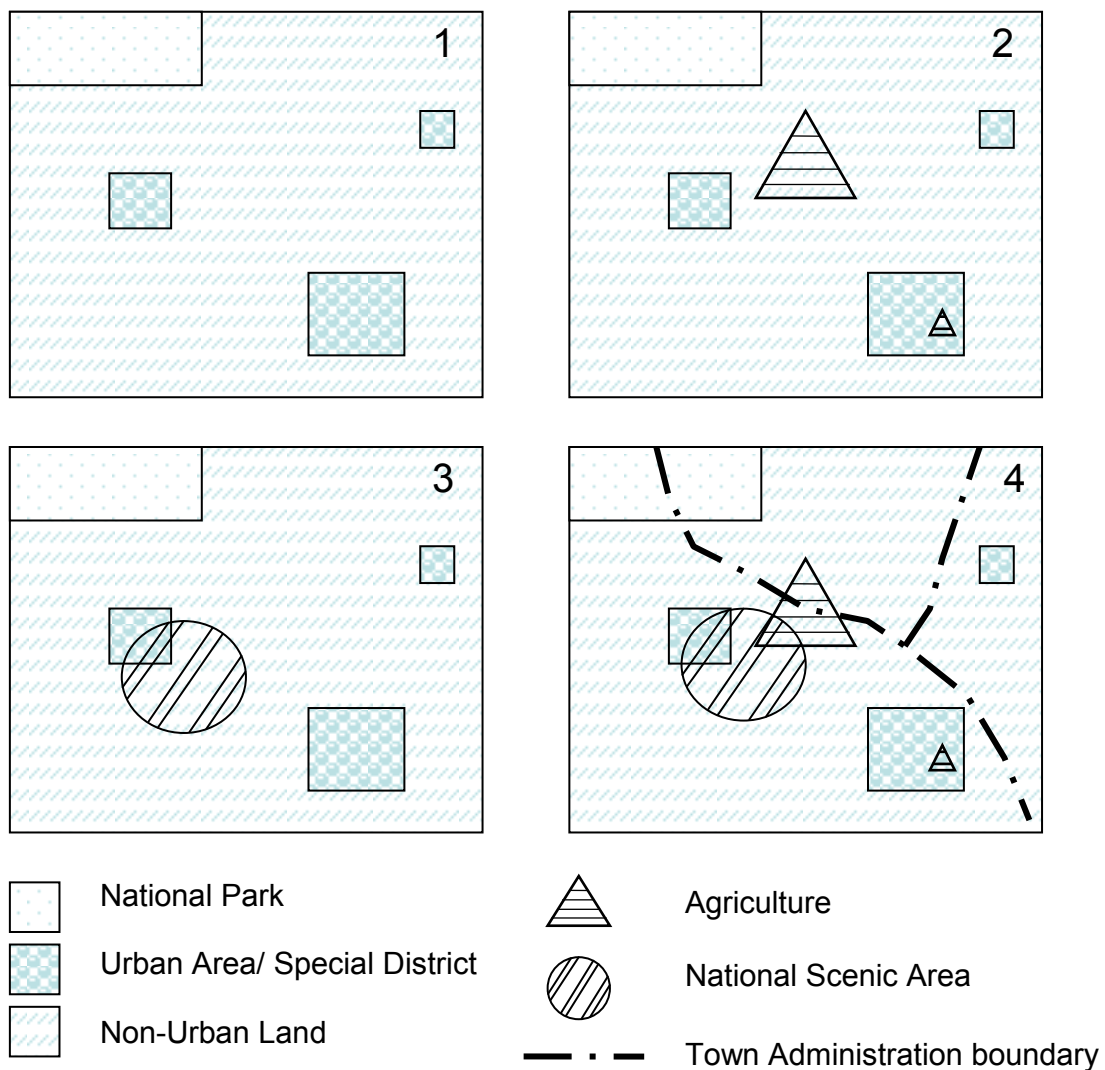 1
2
3
4
National Park
Urban Area/ Special District
Non-Urban Land
Agriculture
National Scenic Area
Town Administration boundary